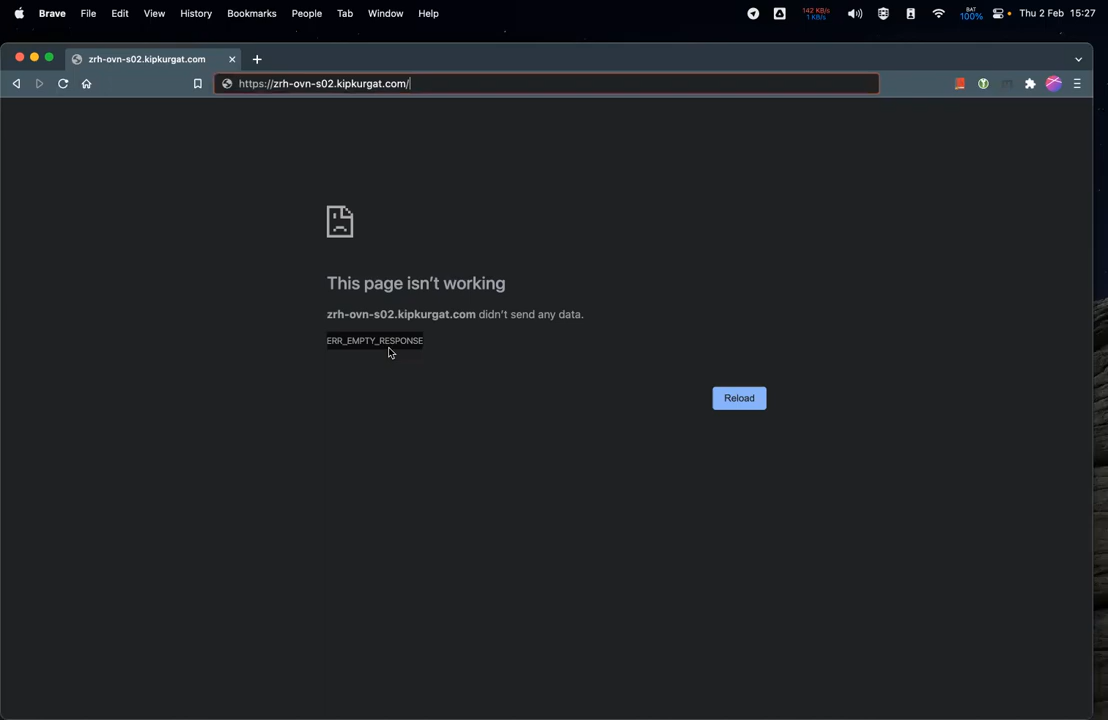 Brave File Edit View History Bookmarks People Tab Window Help 142 KB/s 1 KB/s BAT 100% Thu 2 Feb 15:27
zrh-ovn-s02.kipkurgat.com
https://zrh-ovn-s02.kipkurgat.com/
This page isn't working
zrh-ovn-s02.kipkurgat.com didn't send any data.
ERR_EMPTY_RESPONSE
Reload